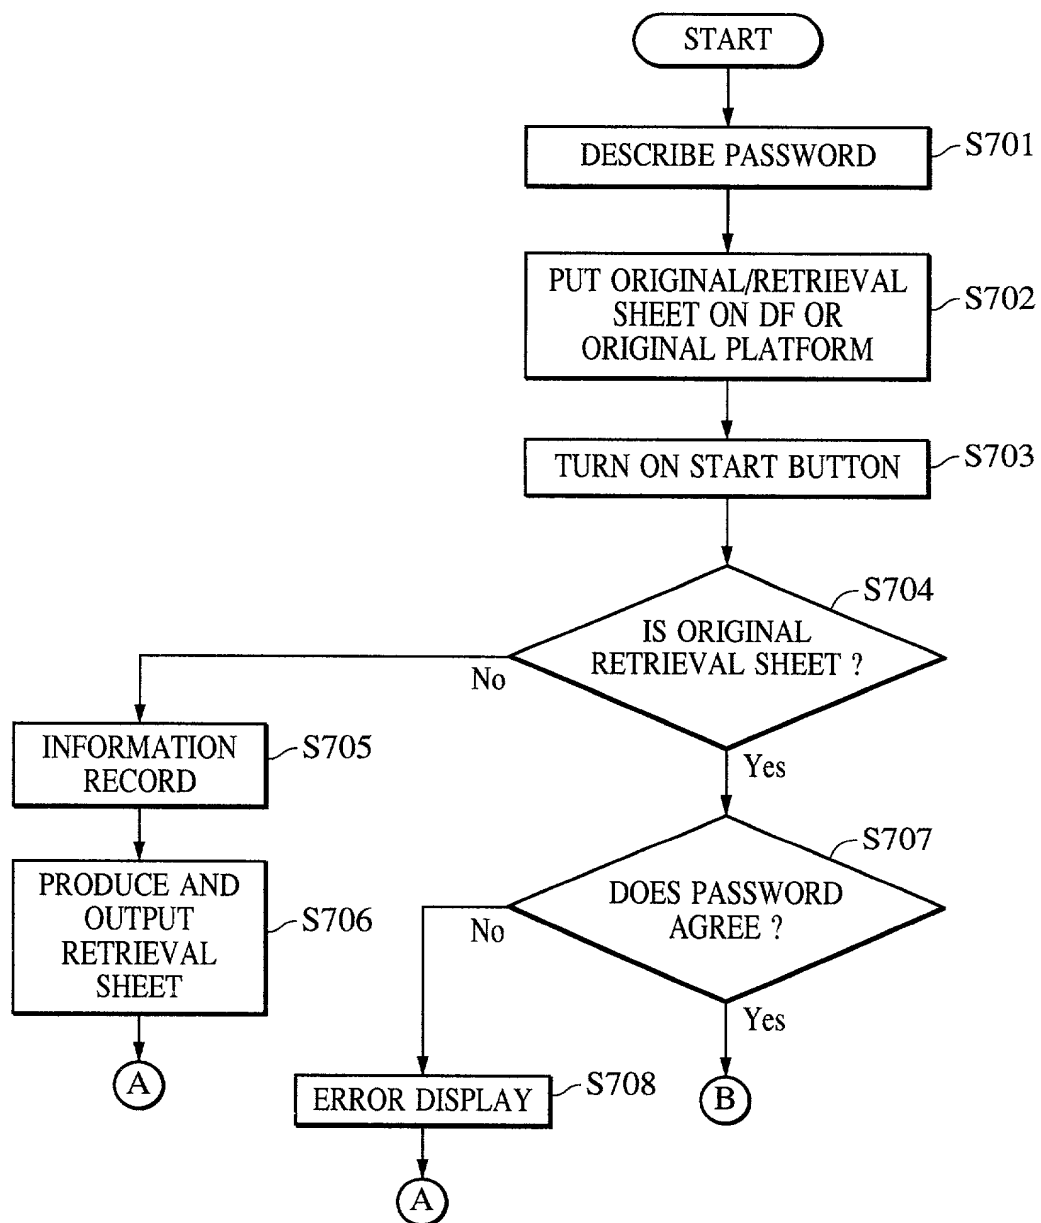 START
DESCRIBE PASSWORD
S701
PUT ORIGINAL/RETRIEVAL
SHEET ON DF OR
ORIGINAL PLATFORM
S702
TURN ON START BUTTON
S703
IS ORIGINAL
RETRIEVAL SHEET ?
S704
No
Yes
INFORMATION
RECORD
S705
PRODUCE AND
OUTPUT
RETRIEVAL
SHEET
S706
A
DOES PASSWORD
AGREE ?
S707
No
Yes
ERROR DISPLAY
S708
A
B